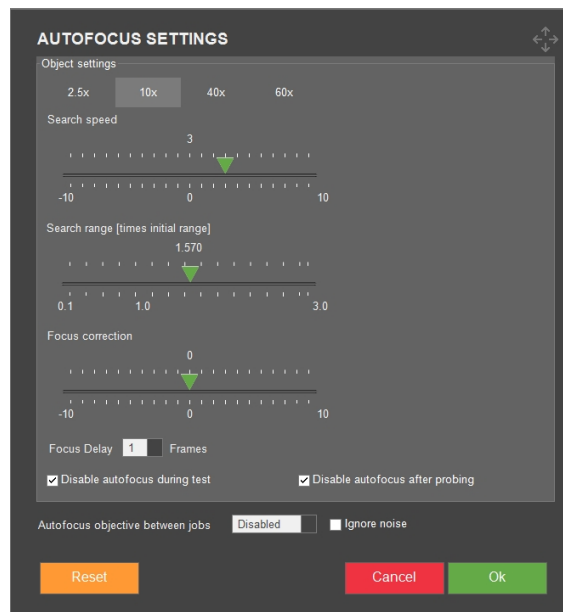 AUTOFOCUS SETTINGS
Object settings
2.5x 10x 40x 60x
Search speed
3
-10 0 10
Search range [times initial range]
1.570
0.1 1.0 3.0
Focus correction
0
-10 0 10
Focus Delay 1 Frames
Disable autofocus during test Disable autofocus after probing
Autofocus objective between jobs Disabled Ignore noise
Reset Cancel Ok